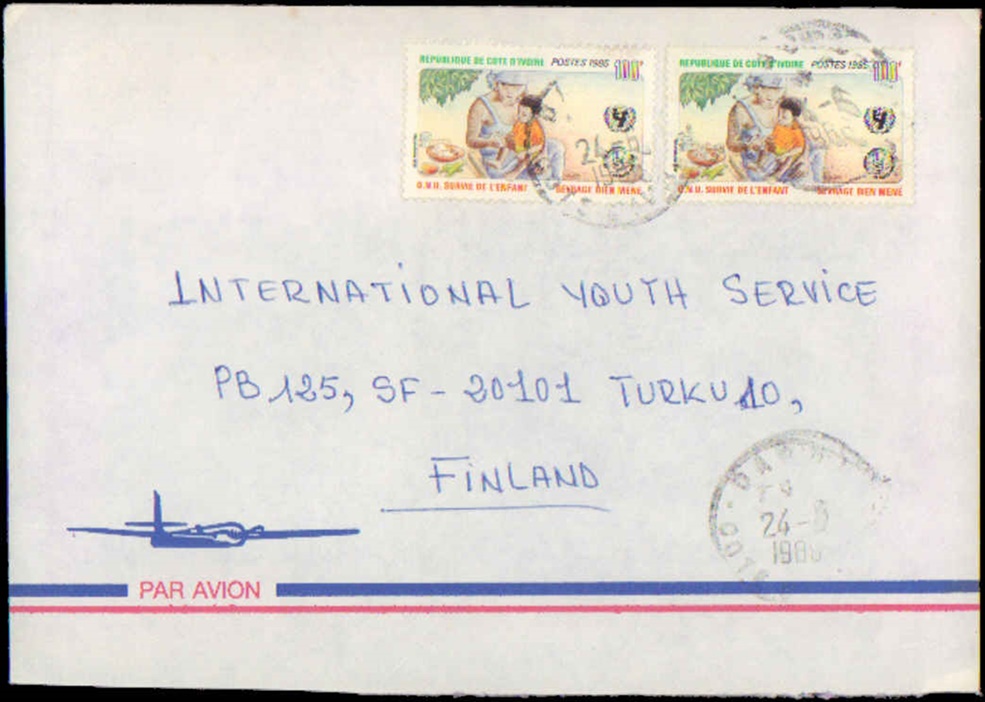 REPUBLIQUE DE COTE D'IVOIRE POSTES 1985 100F
O.N.U. SURVIE DE L'ENFANT SEVRAGE BIEN MENE
REPUBLIQUE DE COTE D'IVOIRE POSTES 1985
O.N.U. SURVIE DE L'ENFANT SEVRAGE BIEN MENE
INTERNATIONAL YOUTH SERVICE
PB 125, SF - 20101 TURKU 10,
FINLAND
24-
PAR AVION